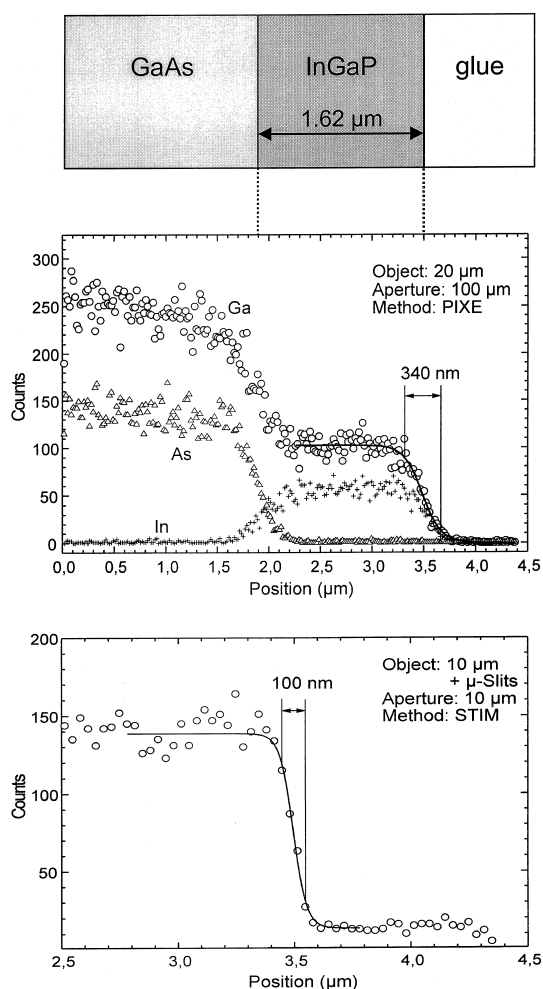 GaAs InGaP glue
1.62 µm
300
250
200
150
100
50
0
Counts
Ga
As
In
Object: 20 µm
Aperture: 100 µm
Method: PIXE
340 nm
0,0 0,5 1,0 1,5 2,0 2,5 3,0 3,5 4,0 4,5
Position (µm)
200
150
100
50
Counts
100 nm
Object: 10 µm
+ µ-Slits
Aperture: 10 µm
Method: STIM
2,5 3,0 3,5 4,0 4,5
Position (µm)